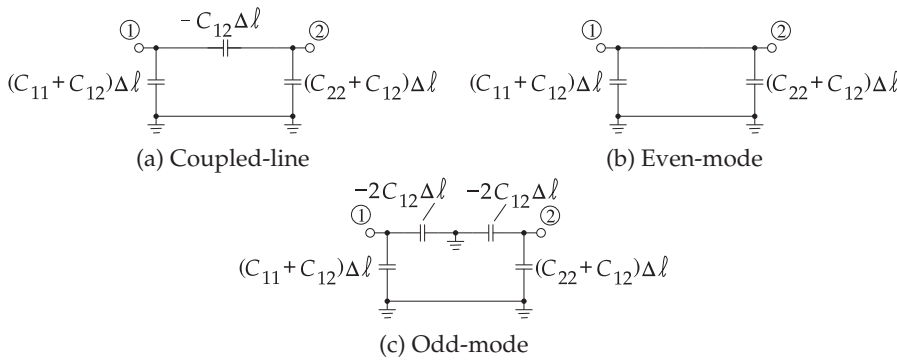 ① −C₁₂Δℓ ②
(C₁₁+C₁₂)Δℓ (C₂₂+C₁₂)Δℓ
(a) Coupled-line
① ②
(C₁₁+C₁₂)Δℓ (C₂₂+C₁₂)Δℓ
(b) Even-mode
−2C₁₂Δℓ −2C₁₂Δℓ
① ②
(C₁₁+C₁₂)Δℓ (C₂₂+C₁₂)Δℓ
(c) Odd-mode